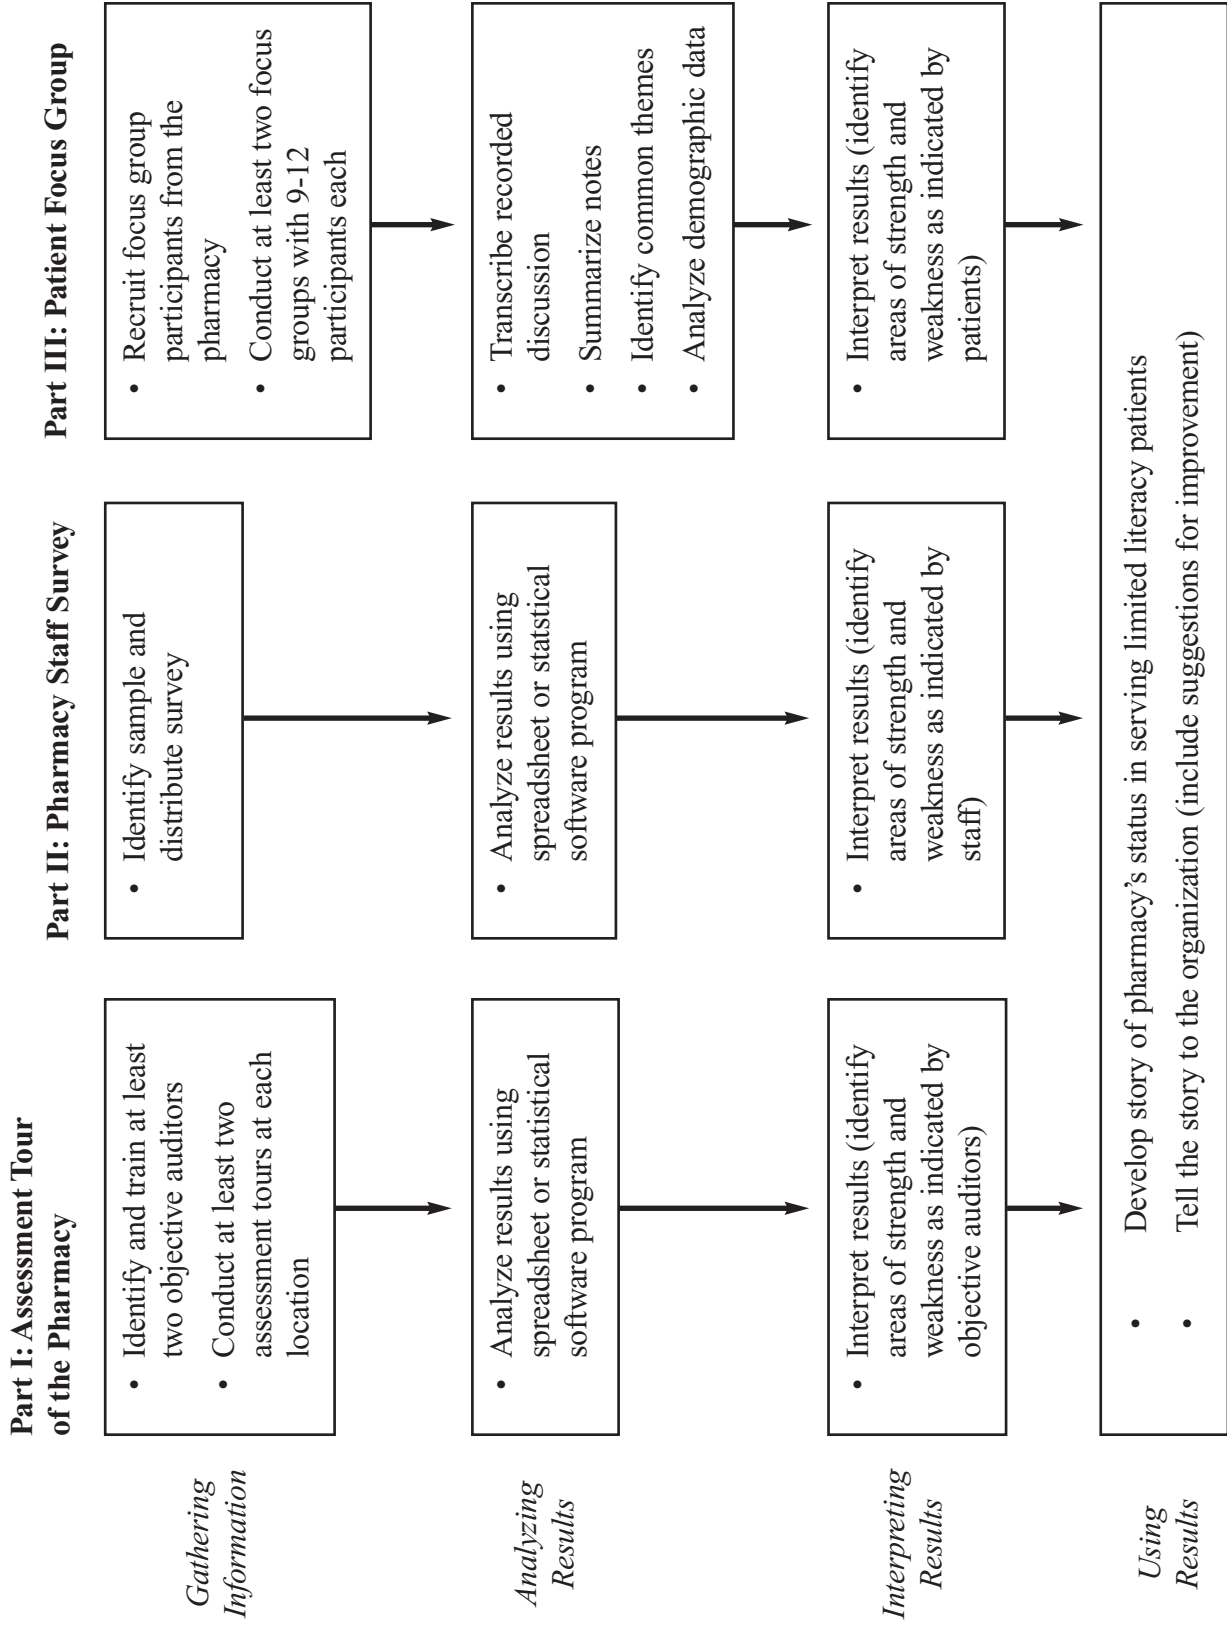 Part I: Assessment Tour
of the Pharmacy
Part II: Pharmacy Staff Survey
Part III: Patient Focus Group
Gathering
Information
• Identify and train at least
two objective auditors
• Conduct at least two
assessment tours at each
location
• Identify sample and
distribute survey
• Recruit focus group
participants from the
pharmacy
• Conduct at least two focus
groups with 9-12
participants each
Analyzing
Results
• Analyze results using
spreadsheet or statistical
software program
• Analyze results using
spreadsheet or statstical
software program
• Transcribe recorded
discussion
• Summarize notes
• Identify common themes
• Analyze demographic data
Interpreting
Results
• Interpret results (identify
areas of strength and
weakness as indicated by
objective auditors)
• Interpret results (identify
areas of strength and
weakness as indicated by
staff)
• Interpret results (identify
areas of strength and
weakness as indicated by
patients)
Using
Results
• Develop story of pharmacy’s status in serving limited literacy patients
• Tell the story to the organization (include suggestions for improvement)